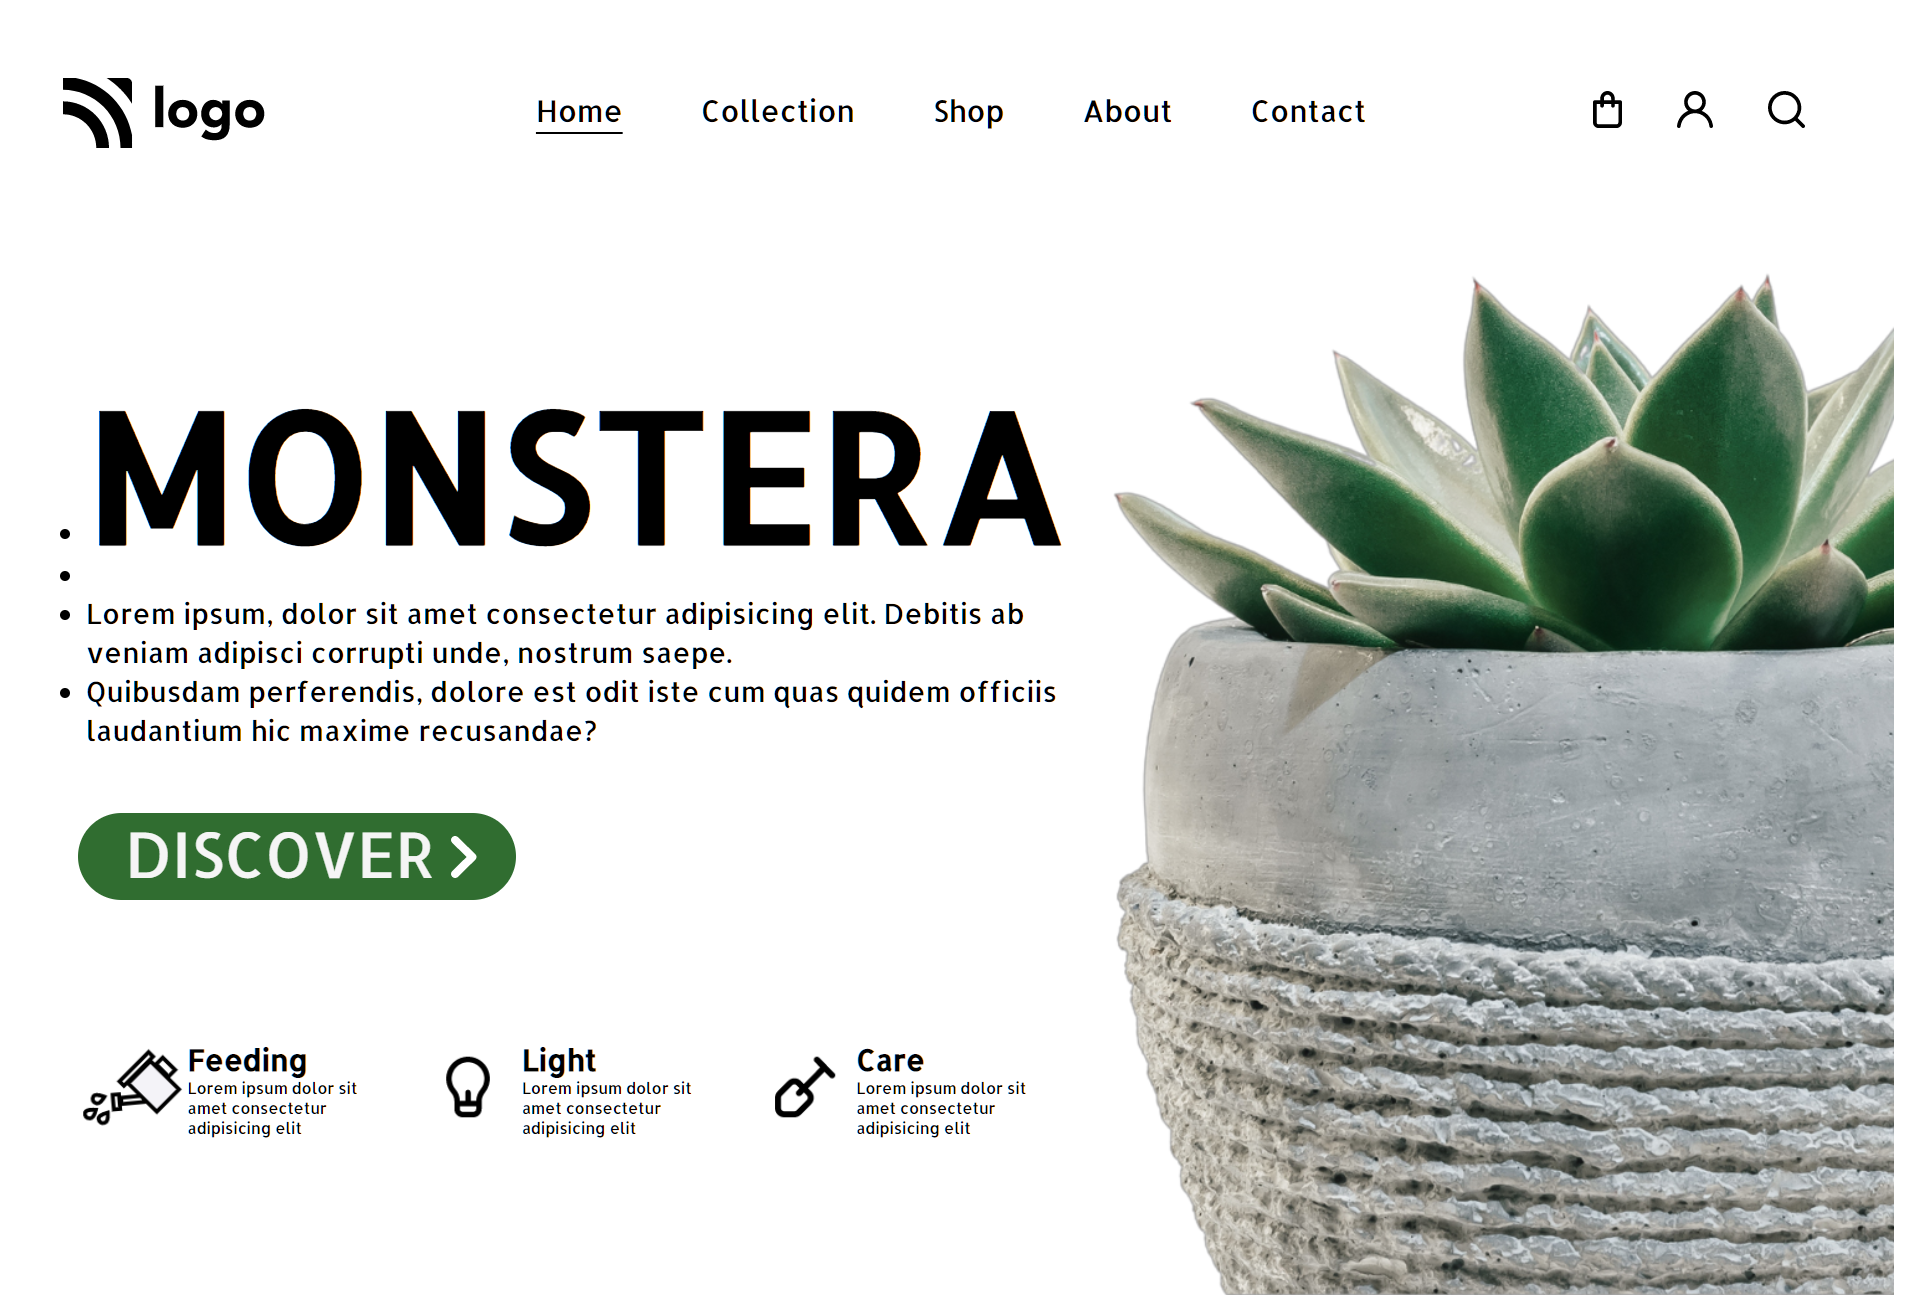 logo
Home Collection Shop About Contact
MONSTERA
Lorem ipsum, dolor sit amet consectetur adipisicing elit. Debitis ab
veniam adipisci corrupti unde, nostrum saepe.
Quibusdam perferendis, dolore est odit iste cum quas quidem officiis
laudantium hic maxime recusandae?
DISCOVER
Feeding
Lorem ipsum dolor sit
amet consectetur
adipisicing elit
Light
Lorem ipsum dolor sit
amet consectetur
adipisicing elit
Care
Lorem ipsum dolor sit
amet consectetur
adipisicing elit